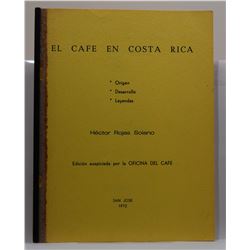 EL CAFE EN COSTA RICA
* Origen
* Desarrollo
* Leyendas
Héctor Rojas Solano
Edición auspiciada por la OFICINA DEL CAFE
SAN JOSE
1972